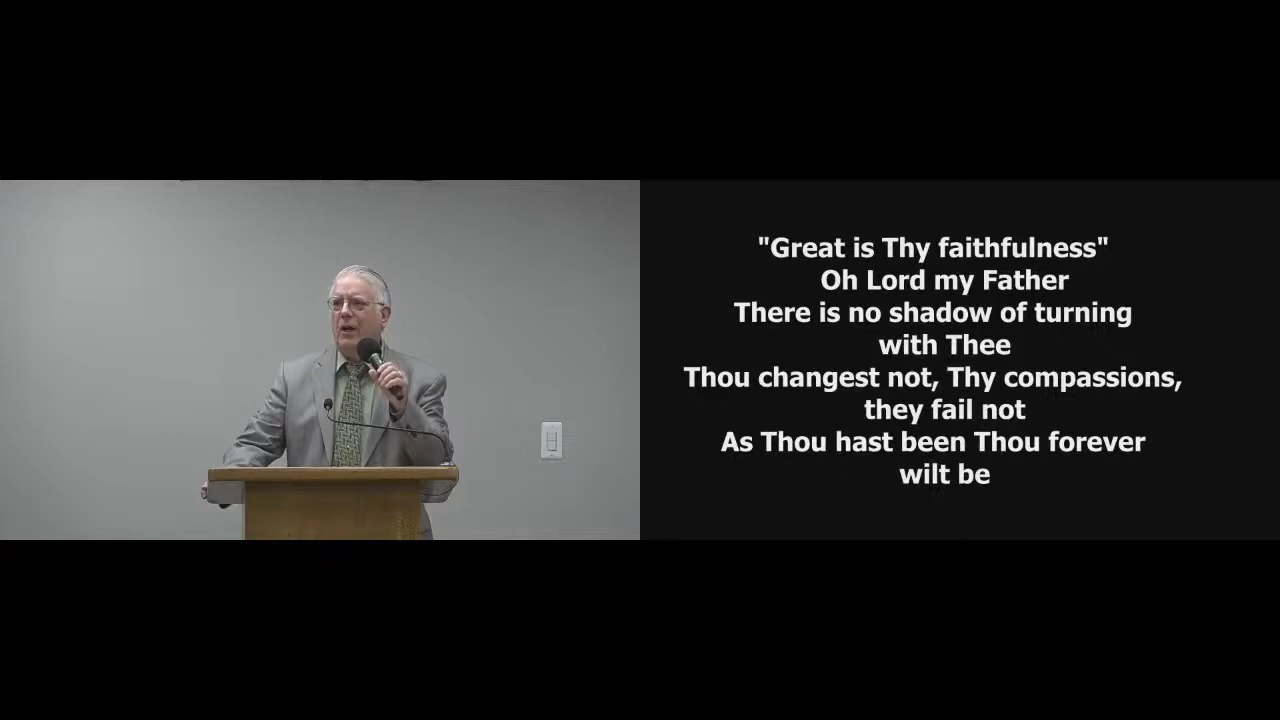 "Great is Thy faithfulness"
Oh Lord my Father
There is no shadow of turning
with Thee
Thou changest not, Thy compassions,
they fail not
As Thou hast been Thou forever
wilt be